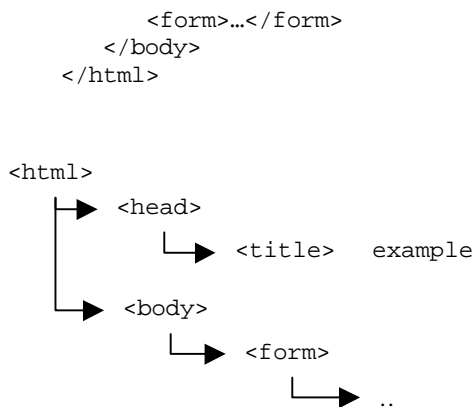 <form>…</form>
</body>
</html>
<html>
<head>
<title> example
<body>
<form>
..